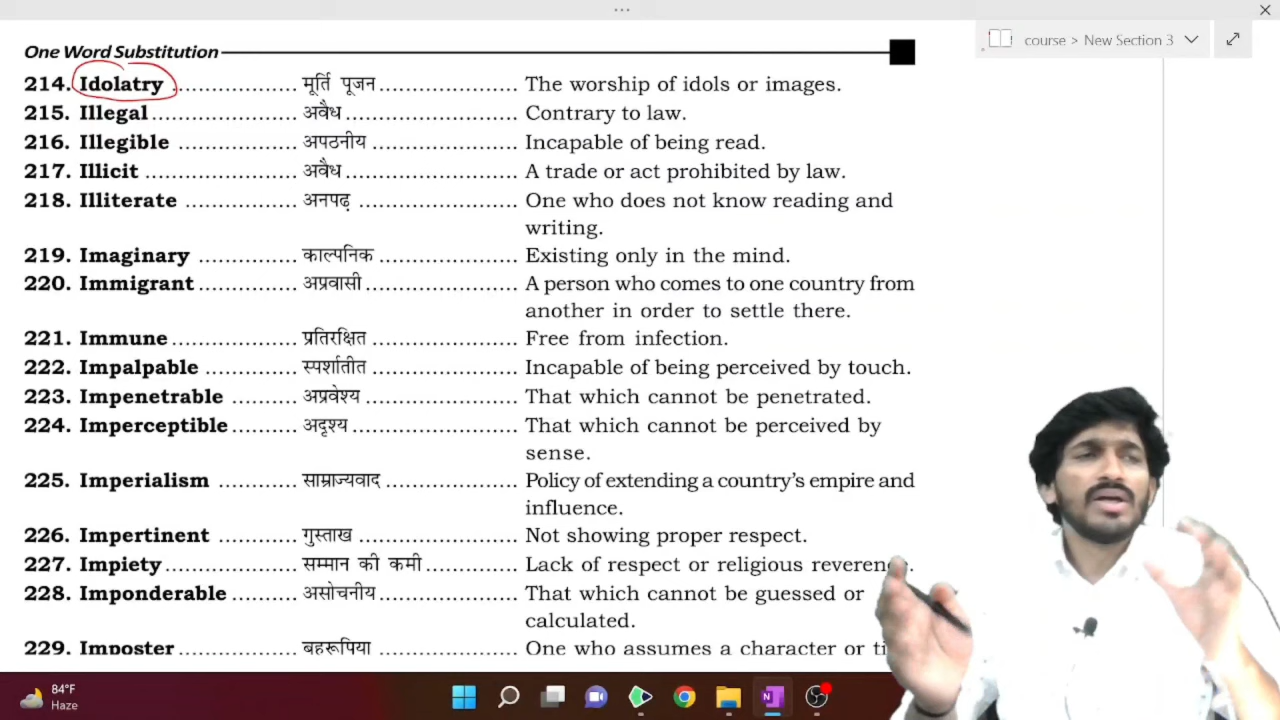 ...
course > New Section 3
One Word Substitution
214. Idolatry .................. मूर्ति पूजन ..................... The worship of idols or images.
215. Illegal...................... अवैध .......................... Contrary to law.
216. Illegible .................. अपठनीय ....................... Incapable of being read.
217. Illicit ....................... अवैध .......................... A trade or act prohibited by law.
218. Illiterate ................. अनपढ़ ........................ One who does not know reading and
writing.
219. Imaginary ............... काल्पनिक ..................... Existing only in the mind.
220. Immigrant ............... अप्रवासी ....................... A person who comes to one country from
another in order to settle there.
221. Immune ................... प्रतिरक्षित ...................... Free from infection.
222. Impalpable .............. स्पर्शातीत ...................... Incapable of being perceived by touch.
223. Impenetrable .......... अप्रवेश्य ....................... That which cannot be penetrated.
224. Imperceptible .......... अदृश्य ......................... That which cannot be perceived by
sense.
225. Imperialism ............ साम्राज्यवाद .................... Policy of extending a country's empire and
influence.
226. Impertinent ............. गुस्ताख ........................ Not showing proper respect.
227. Impiety .................... सम्मान की कमी .............. Lack of respect or religious
228. Imponderable .......... असोचनीय ..................... That which cannot be guessed or
calculated.
229. Imposter .................. बहरूपिया ...................... One who assumes a character or
84°F
Haze